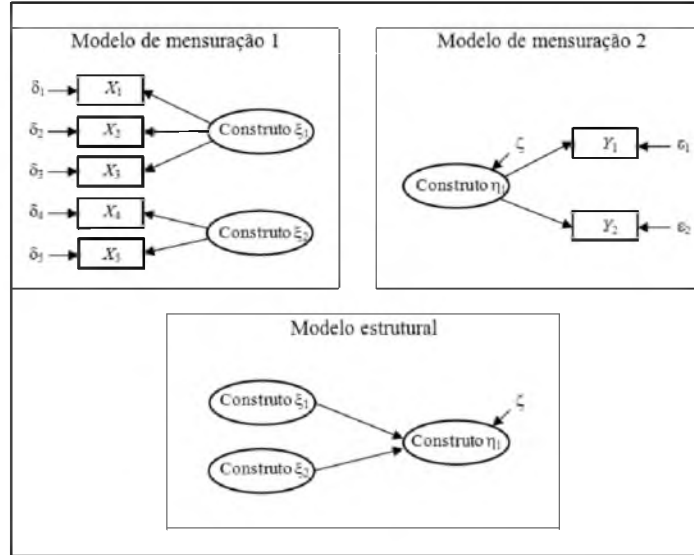 Modelo de mensuração 1
δ1 X1
δ2 X2
δ3 X3
δ4 X4
δ5 X5
Construto ξ1
Construto ξ2
Modelo de mensuração 2
ζ
Construto η1
Y1 ε1
Y2 ε2
Modelo estrutural
Construto ξ1
Construto ξ2
ζ
Construto η1